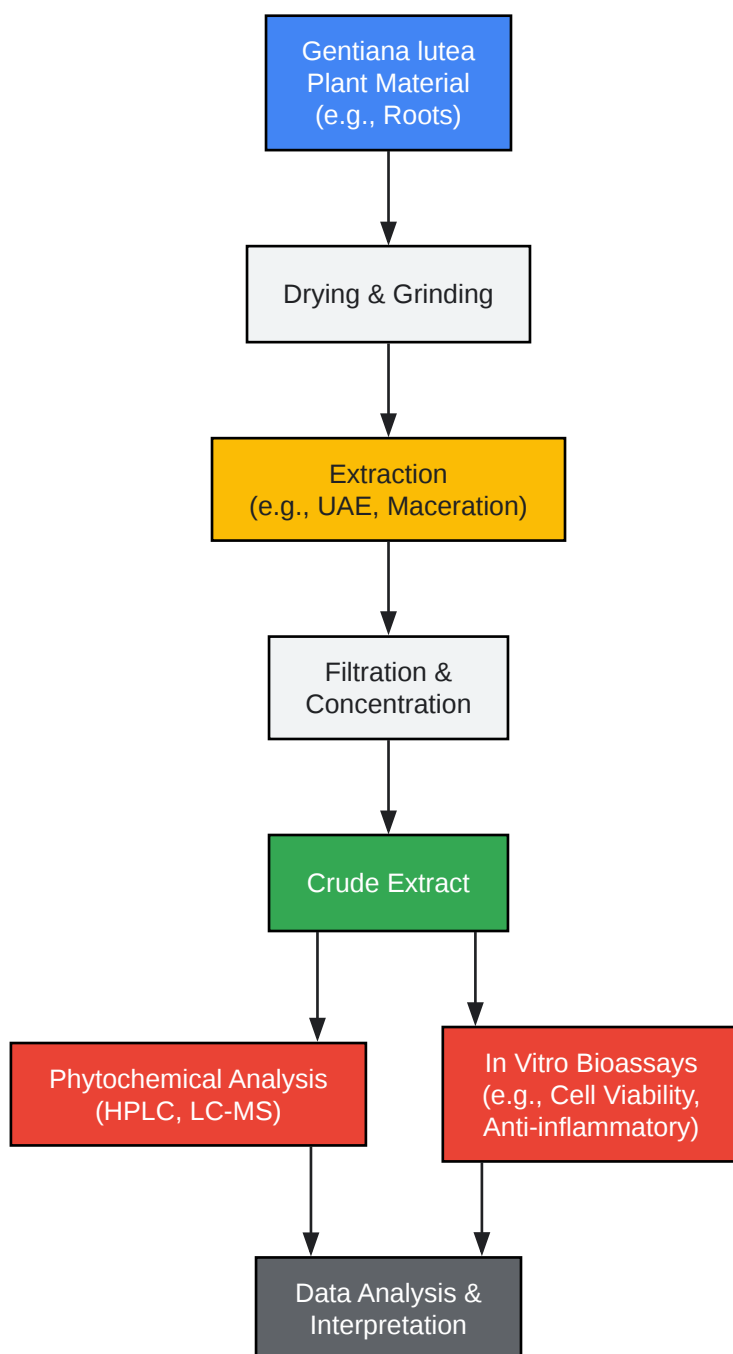 Gentiana lutea
Plant Material
(e.g., Roots)
Drying & Grinding
Extraction
(e.g., UAE, Maceration)
Filtration &
Concentration
Crude Extract
Phytochemical Analysis
(HPLC, LC-MS)
In Vitro Bioassays
(e.g., Cell Viability,
Anti-inflammatory)
Data Analysis &
Interpretation